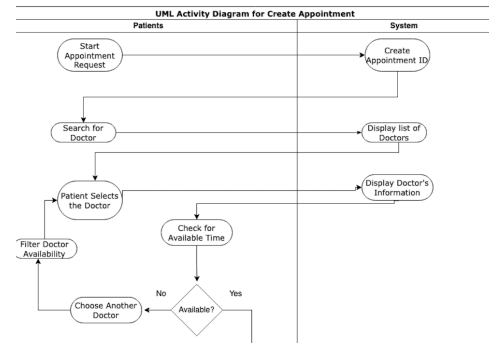 UML Activity Diagram for Create Appointment
Patients
System
Start
Appointment
Request
Create
Appointment ID
Search for
Doctor
Display list of
Doctors
Patient Selects
the Doctor
Display Doctor's
Information
Check for
Available Time
Filter Doctor
Availability
No
Yes
Choose Another
Doctor
Available?